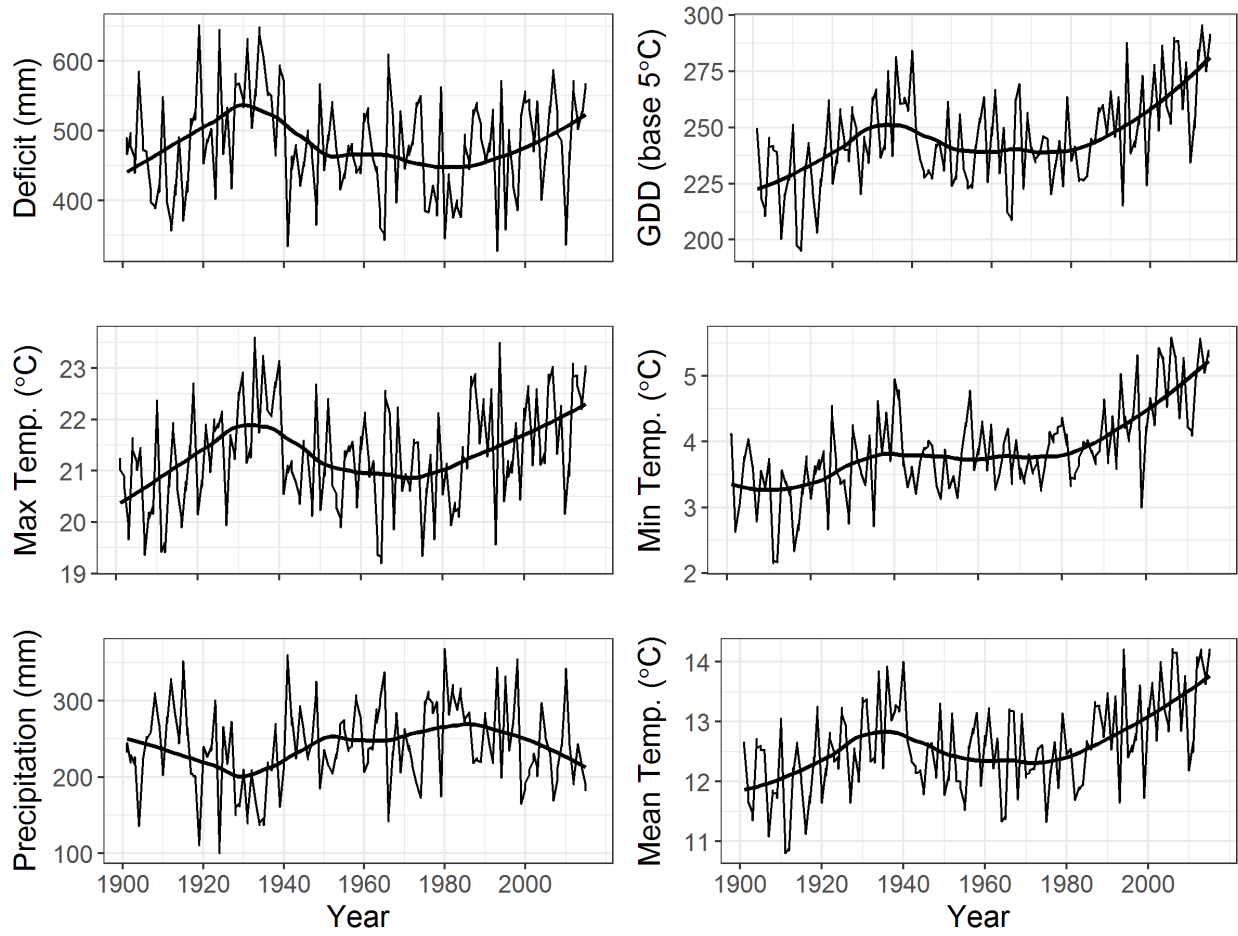 Deficit (mm)
600
500
400
GDD (base 5°C)
300
275
250
225
200
Max Temp. (°C)
23
22
21
20
19
Min Temp. (°C)
5
4
3
2
Precipitation (mm)
300
200
100
1900 1920 1940 1960 1980 2000
Year
Mean Temp. (°C)
14
13
12
11
1900 1920 1940 1960 1980 2000
Year